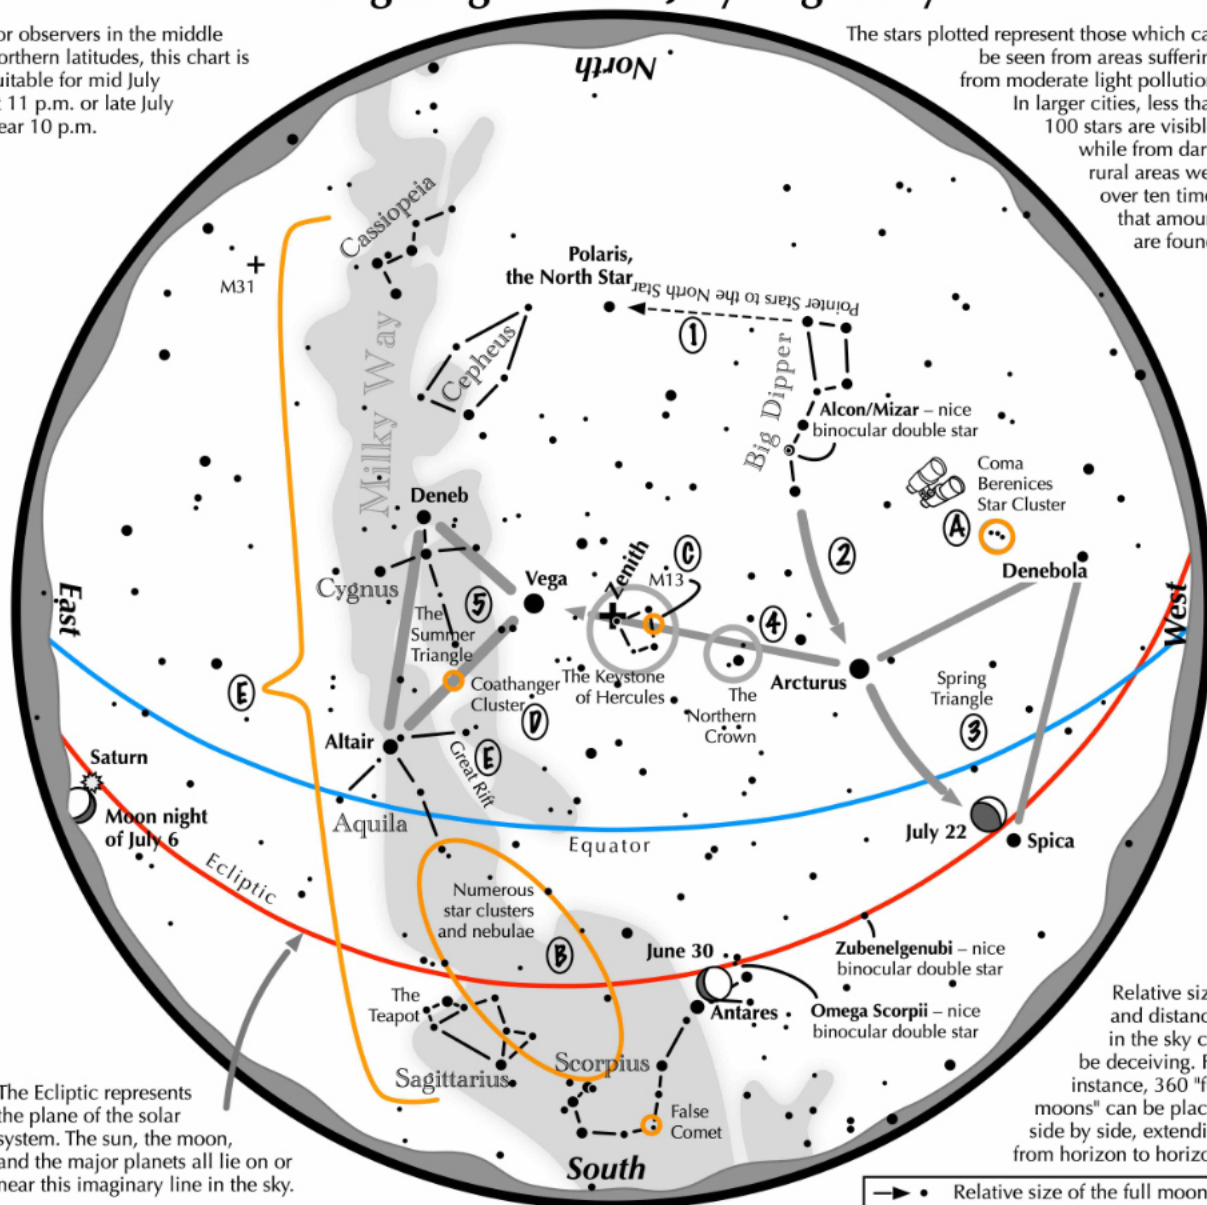 or observers in the middle
orthern latitudes, this chart is
uitable for mid July
t 11 p.m. or late July
ear 10 p.m.
The stars plotted represent those which ca
be seen from areas sufferin
from moderate light pollution
In larger cities, less tha
100 stars are visibl
while from dar
rural areas we
over ten time
that amoun
are foun
North
Cassiopeia
M31
Polaris,
the North Star
Pointer Stars to the North Star
1
Cepheus
Milky Way
Big Dipper
Alcon/Mizar – nice
binocular double star
Coma
Berenices
Star Cluster
A
Deneb
Cygnus
Vega
Zenith
C
M13
2
Denebola
East
West
The
Summer
Triangle
5
4
E
Coathanger
Cluster
D
The Keystone
of Hercules
The
Northern
Crown
Arcturus
Spring
Triangle
3
Altair
Great Rift
E
Saturn
Moon night
of July 6
Aquila
Equator
July 22
Spica
Ecliptic
Numerous
star clusters
and nebulae
B
June 30
Zubenelgenubi – nice
binocular double star
The
Teapot
Antares
Omega Scorpii – nice
binocular double star
Sagittarius
Scorpius
False
Comet
South
The Ecliptic represents
the plane of the solar
system. The sun, the moon,
and the major planets all lie on or
near this imaginary line in the sky.
Relative siz
and distanc
in the sky c
be deceiving. F
instance, 360 "f
moons" can be plac
side by side, extendi
from horizon to horizo
Relative size of the full moon